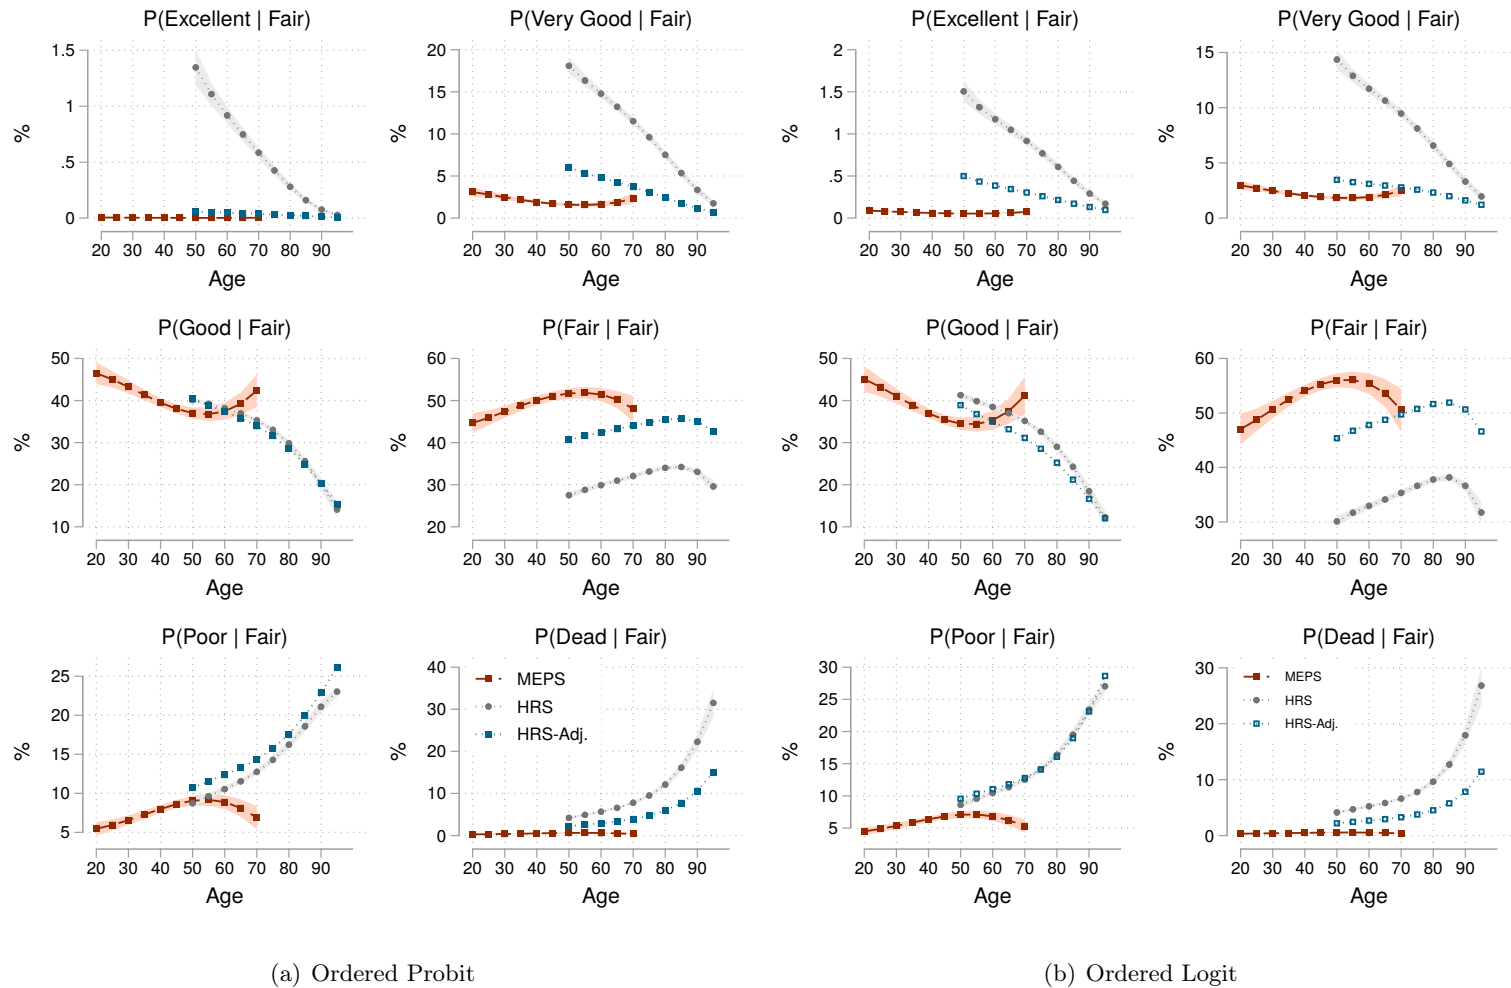 P(Excellent | Fair)
P(Very Good | Fair)
P(Excellent | Fair)
P(Very Good | Fair)
1.5
1
.5
0
%
20 30 40 50 60 70 80 90
Age
20
15
10
5
0
%
20 30 40 50 60 70 80 90
Age
2
1.5
1
.5
0
%
20 30 40 50 60 70 80 90
Age
15
10
5
0
%
20 30 40 50 60 70 80 90
Age
P(Good | Fair)
P(Fair | Fair)
P(Good | Fair)
P(Fair | Fair)
50
40
30
20
10
%
20 30 40 50 60 70 80 90
Age
60
50
40
30
20
%
20 30 40 50 60 70 80 90
Age
50
40
30
20
10
%
20 30 40 50 60 70 80 90
Age
60
50
40
30
%
20 30 40 50 60 70 80 90
Age
P(Poor | Fair)
P(Dead | Fair)
P(Poor | Fair)
P(Dead | Fair)
25
20
15
10
5
%
20 30 40 50 60 70 80 90
Age
40
30
20
10
0
%
MEPS
HRS
HRS-Adj.
20 30 40 50 60 70 80 90
Age
30
25
20
15
10
5
%
20 30 40 50 60 70 80 90
Age
30
20
10
0
%
MEPS
HRS
HRS-Adj.
20 30 40 50 60 70 80 90
Age
(a) Ordered Probit
(b) Ordered Logit